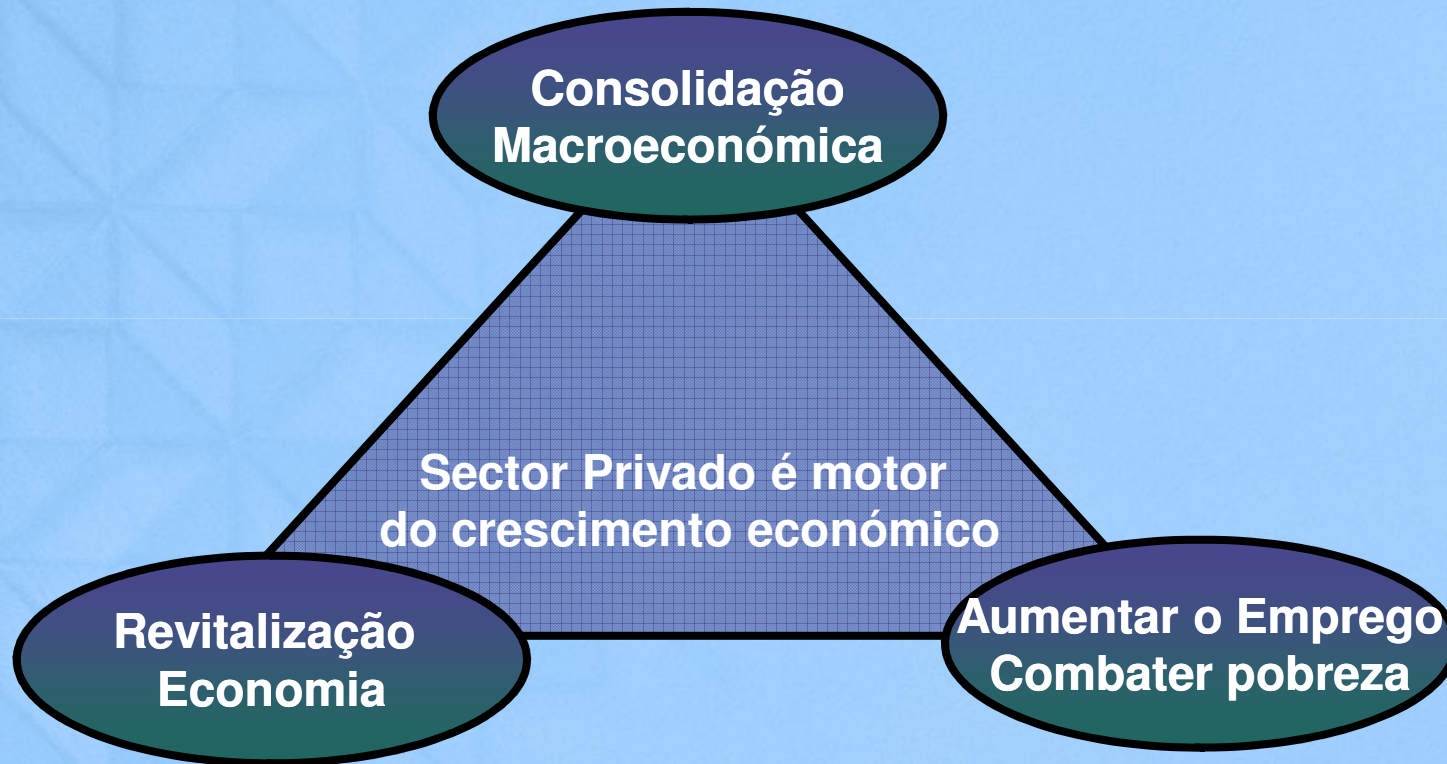 Consolidação
Macroeconómica
Sector Privado é motor
do crescimento económico
Revitalização
Economia
Aumentar o Emprego
Combater pobreza